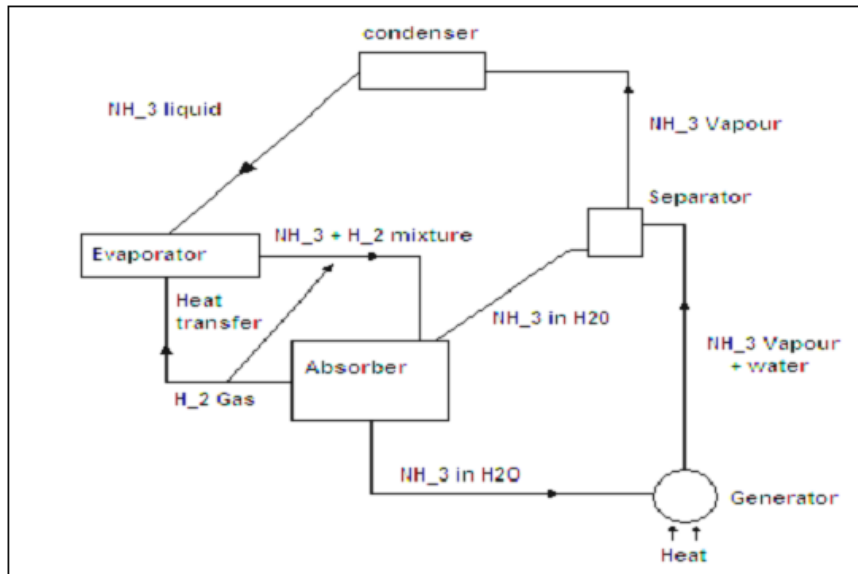 condenser
NH_3 liquid
NH_3 Vapour
Separator
Evaporator
NH_3 + H_2 mixture
Heat
transfer
NH_3 in H20
NH_3 Vapour
+ water
Absorber
H_2 Gas
NH_3 in H2O
Generator
Heat